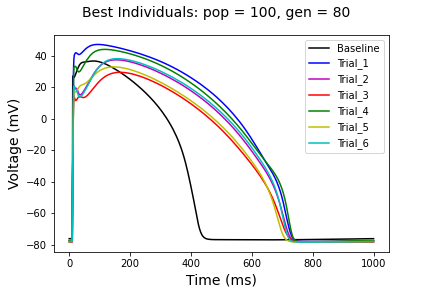 Best Individuals: pop = 100, gen = 80
Voltage (mV)
40
20
0
−20
−40
−60
−80
Baseline
Trial_1
Trial_2
Trial_3
Trial_4
Trial_5
Trial_6
0 200 400 600 800 1000
Time (ms)